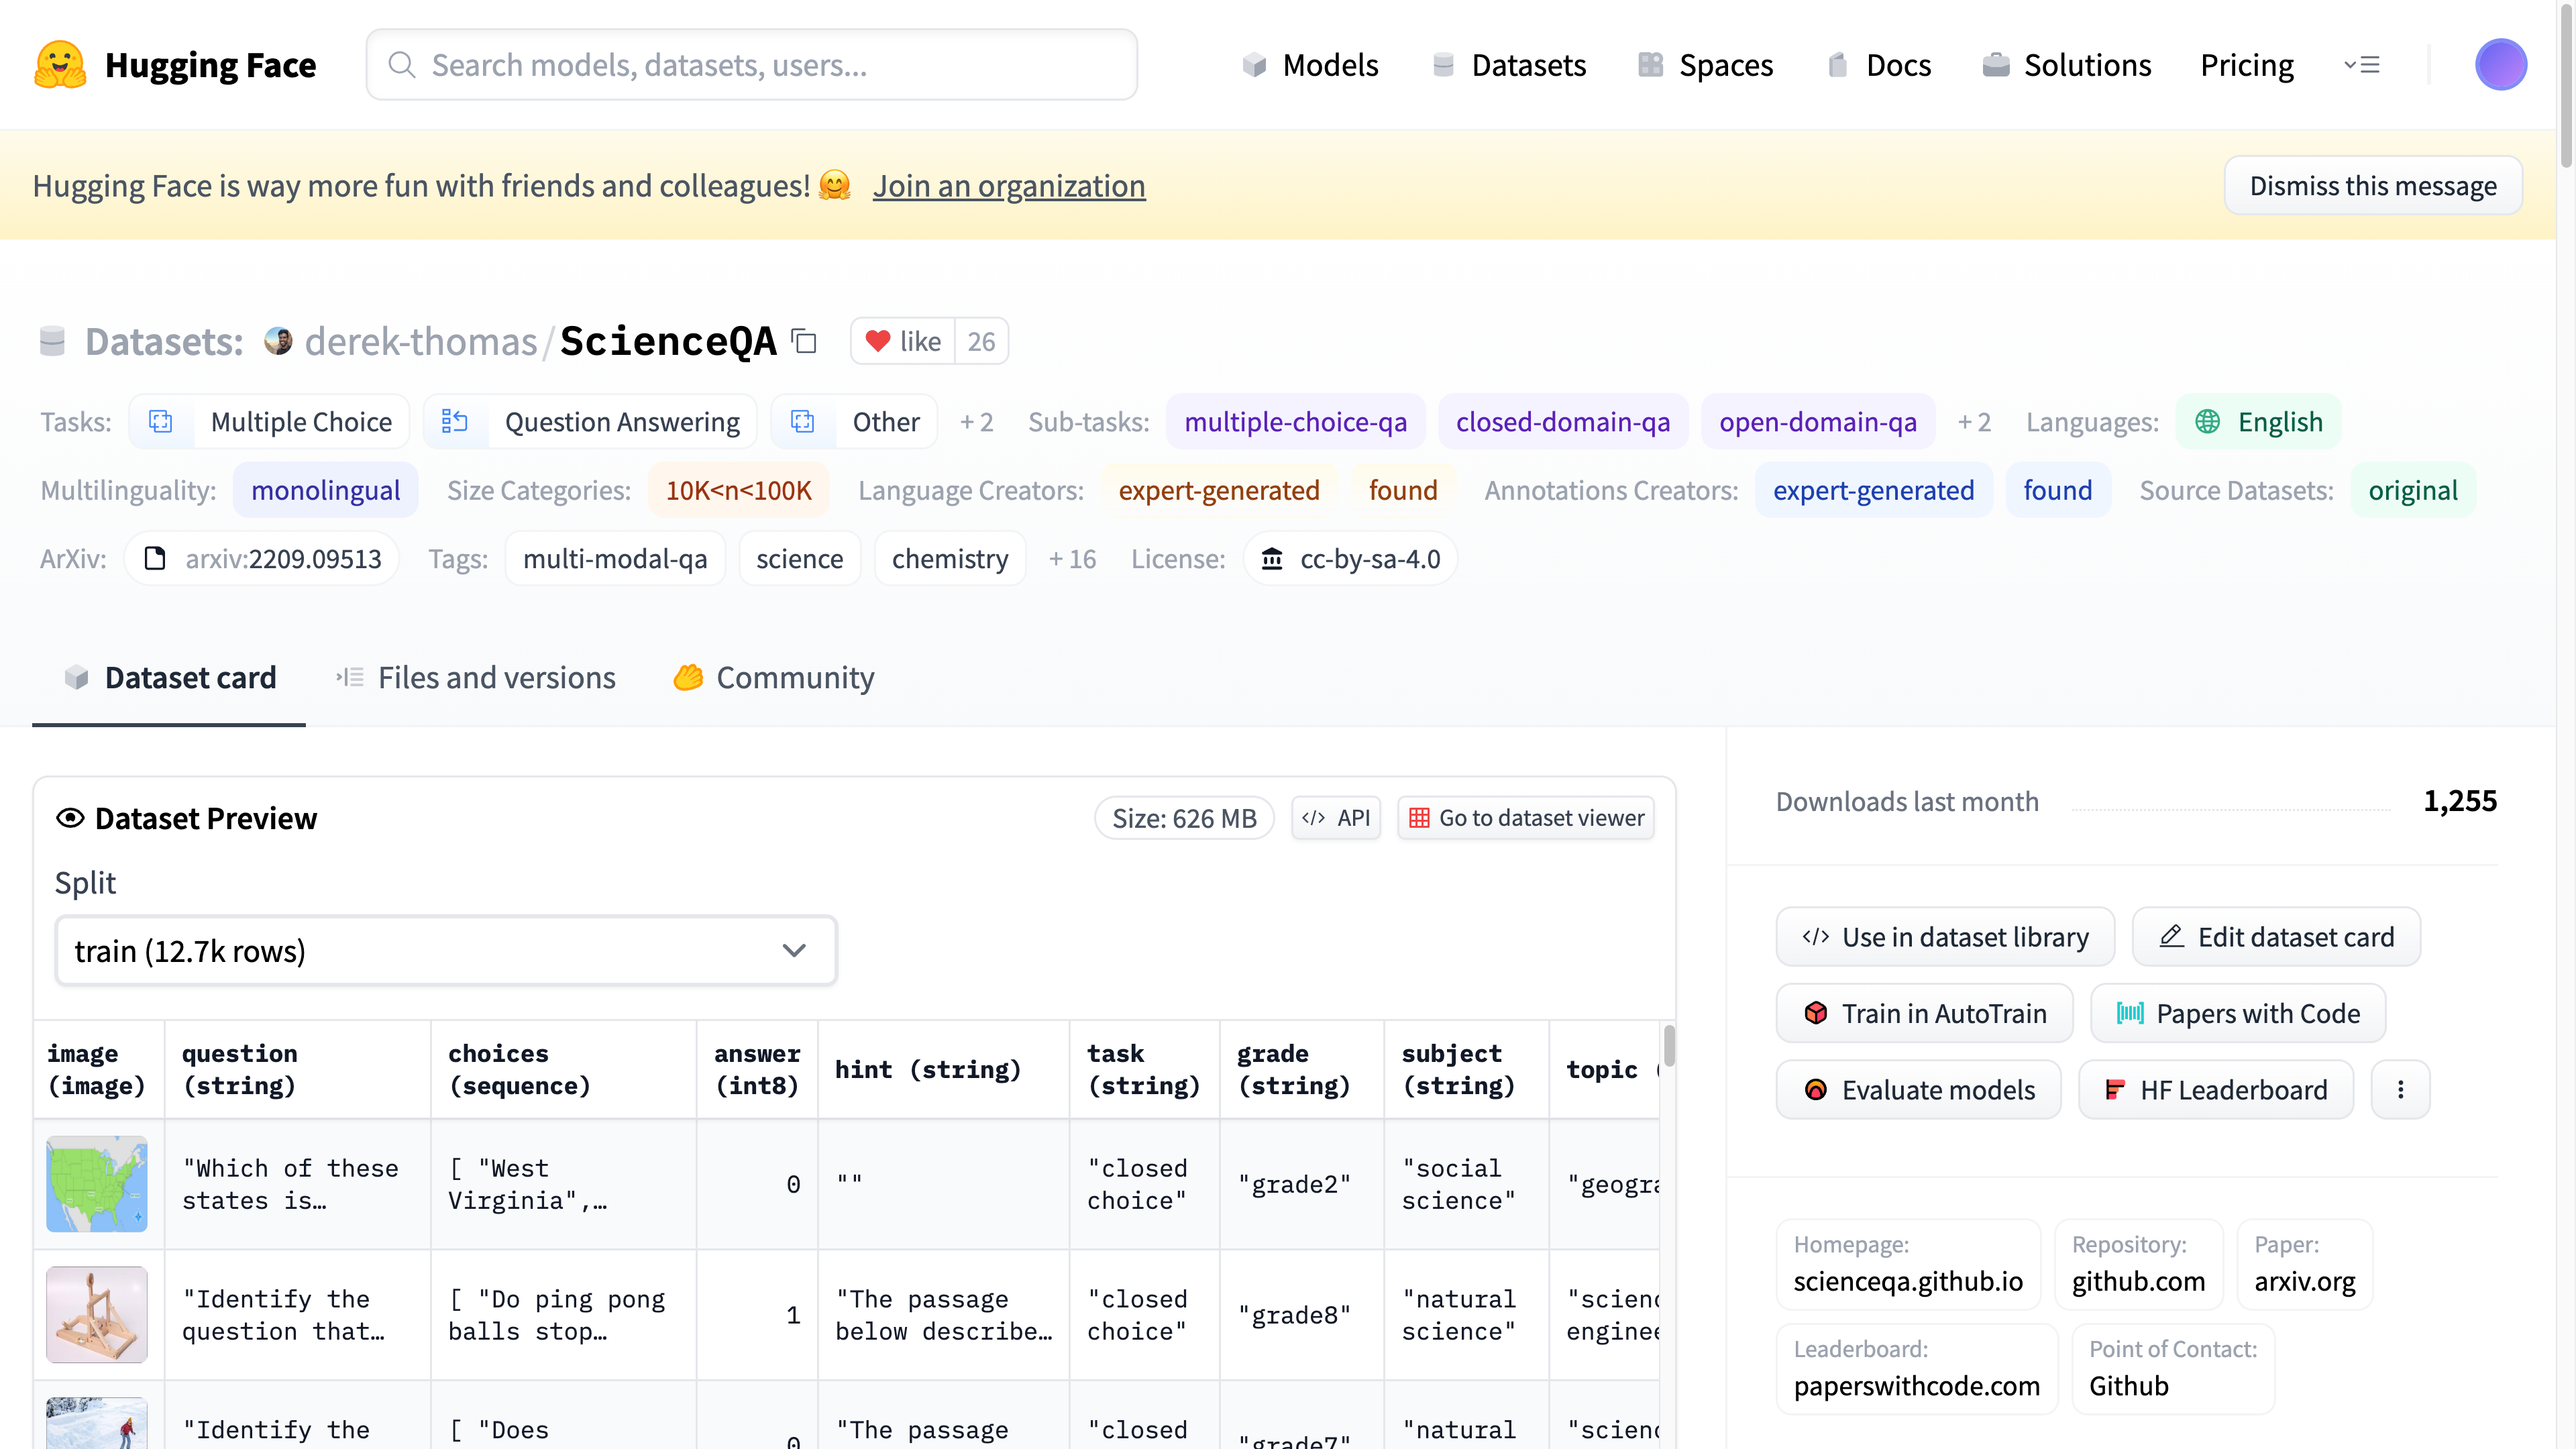 Hugging Face
Search models, datasets, users...
Models
Datasets
Spaces
Docs
Solutions
Pricing
Hugging Face is way more fun with friends and colleagues! 🤗 Join an organization
Dismiss this message
Datasets: derek-thomas/ScienceQA like 26
Tasks: Multiple Choice Question Answering Other + 2 Sub-tasks: multiple-choice-qa closed-domain-qa open-domain-qa + 2 Languages: English
Multilinguality: monolingual Size Categories: 10K<n<100K Language Creators: expert-generated found Annotations Creators: expert-generated found Source Datasets: original
ArXiv: arxiv:2209.09513 Tags: multi-modal-qa science chemistry + 16 License: cc-by-sa-4.0
Dataset card
Files and versions
Community
Dataset Preview
Size: 626 MB
</> API
Go to dataset viewer
Split
train (12.7k rows)
image (image)
question (string)
choices (sequence)
answer (int8)
hint (string)
task (string)
grade (string)
subject (string)
topic (
"Which of these states is…
[ "West Virginia",…
0
""
"closed choice"
"grade2"
"social science"
"geogra
"Identify the question that…
[ "Do ping pong balls stop…
1
"The passage below describe…
"closed choice"
"grade8"
"natural science"
"scienc
enginee
"Identify the
[ "Does
0
"The passage
"closed
"grade7"
"natural
"scienc
Downloads last month
1,255
</> Use in dataset library
Edit dataset card
Train in AutoTrain
Papers with Code
Evaluate models
HF Leaderboard
Homepage:
scienceqa.github.io
Repository:
github.com
Paper:
arxiv.org
Leaderboard:
paperswithcode.com
Point of Contact:
Github